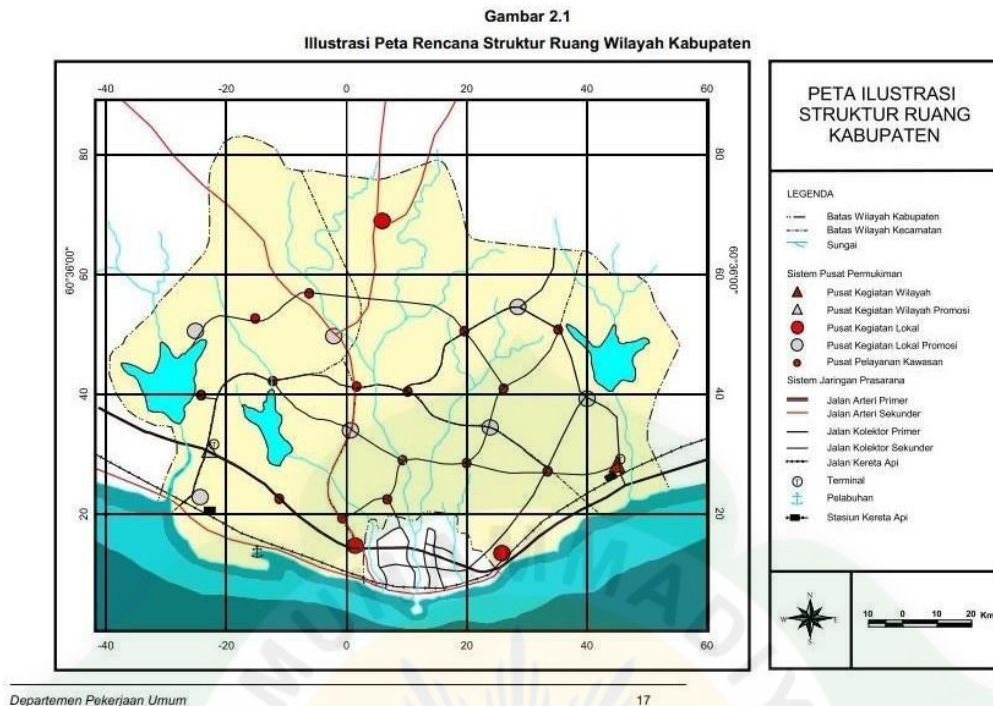 Gambar 2.1
Illustrasi Peta Rencana Struktur Ruang Wilayah Kabupaten
-40 -20 0 20 40 60
80 80
60 60
60°36'00" 60°36'00"
40 40
20 20
-40 -20 0 20 40 60
PETA ILUSTRASI
STRUKTUR RUANG
KABUPATEN
LEGENDA
Batas Wilayah Kabupaten
Batas Wilayah Kecamatan
Sungai
Sistem Pusat Permukiman
Pusat Kegiatan Wilayah
Pusat Kegiatan Wilayah Promosi
Pusat Kegiatan Lokal
Pusat Kegiatan Lokal Promosi
Pusat Pelayanan Kawasan
Sistem Jaringan Prasarana
Jalan Arteri Primer
Jalan Arteri Sekunder
Jalan Kolektor Primer
Jalan Kolektor Sekunder
Jalan Kereta Api
T Terminal
Pelabuhan
Stasiun Kereta Api
N
W E
S
10 0 10 20 Km
MUHAMMADIY
Departemen Pekerjaan Umum 17